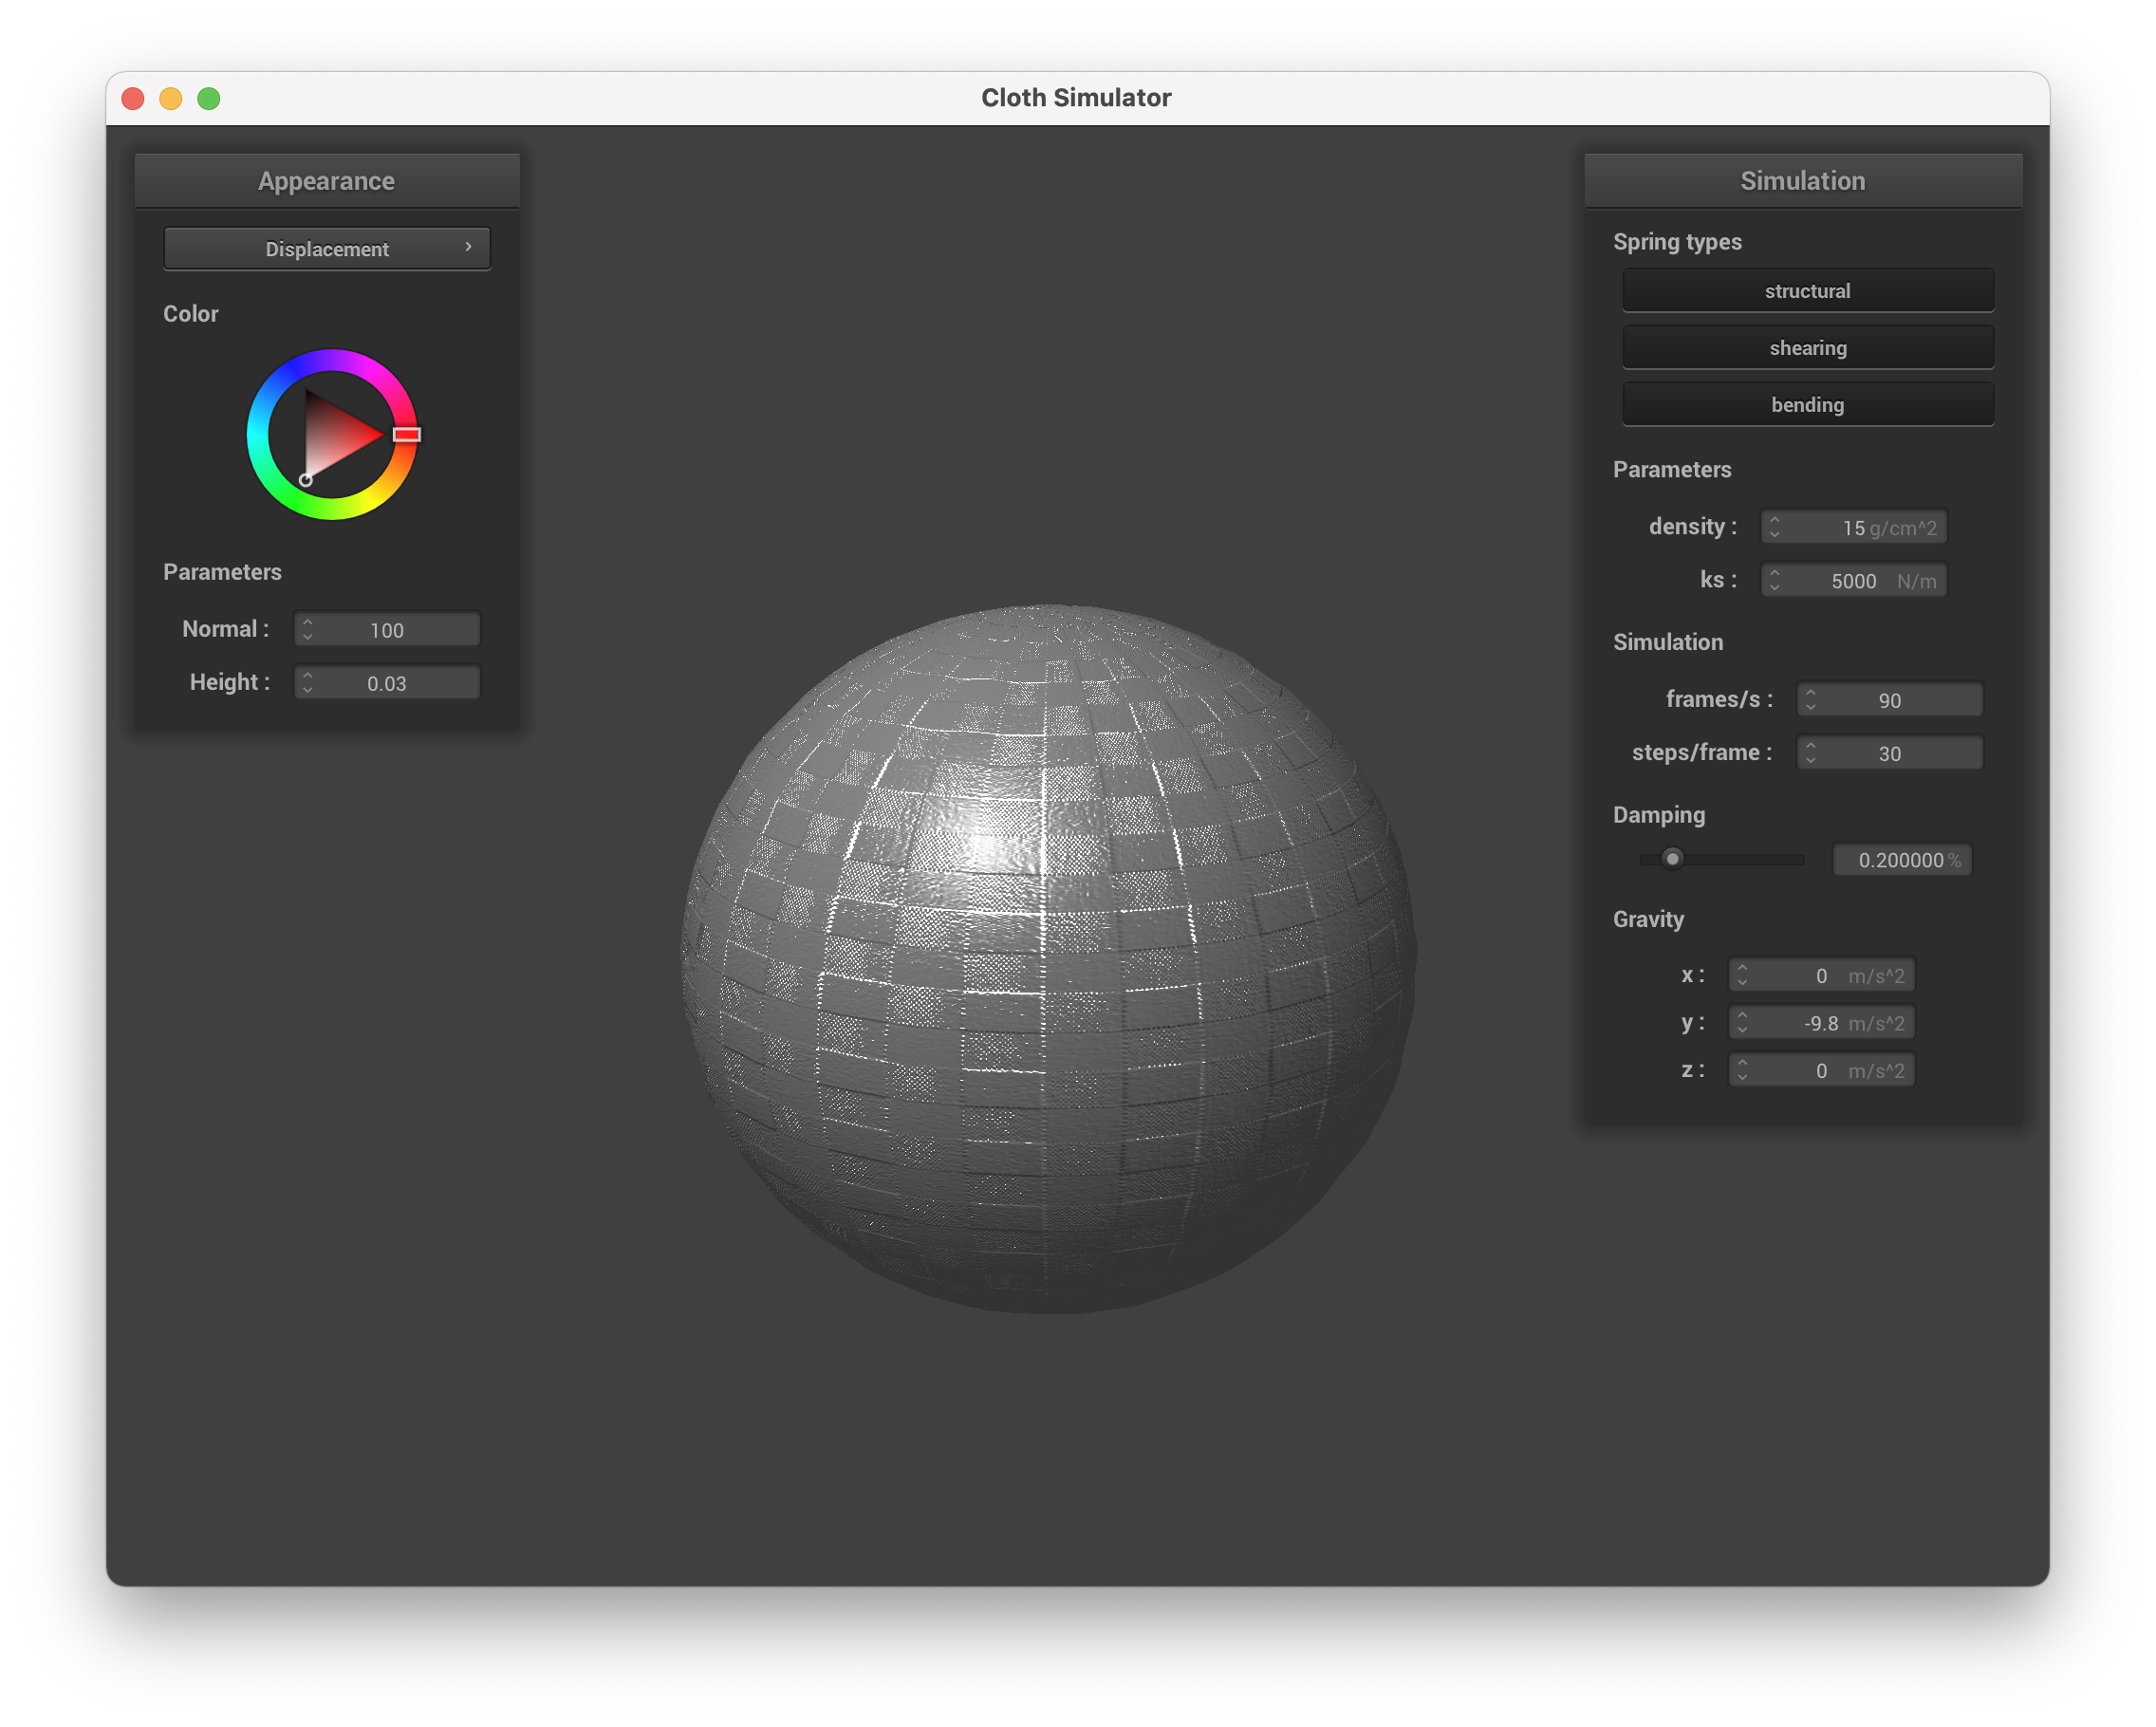 Cloth Simulator
Appearance
Displacement
Color
Parameters
Normal : 100
Height : 0.03
Simulation
Spring types
structural
shearing
bending
Parameters
density : 15 g/cm^2
ks : 5000 N/m
Simulation
frames/s : 90
steps/frame : 30
Damping
0.200000 %
Gravity
x : 0 m/s^2
y : -9.8 m/s^2
z : 0 m/s^2